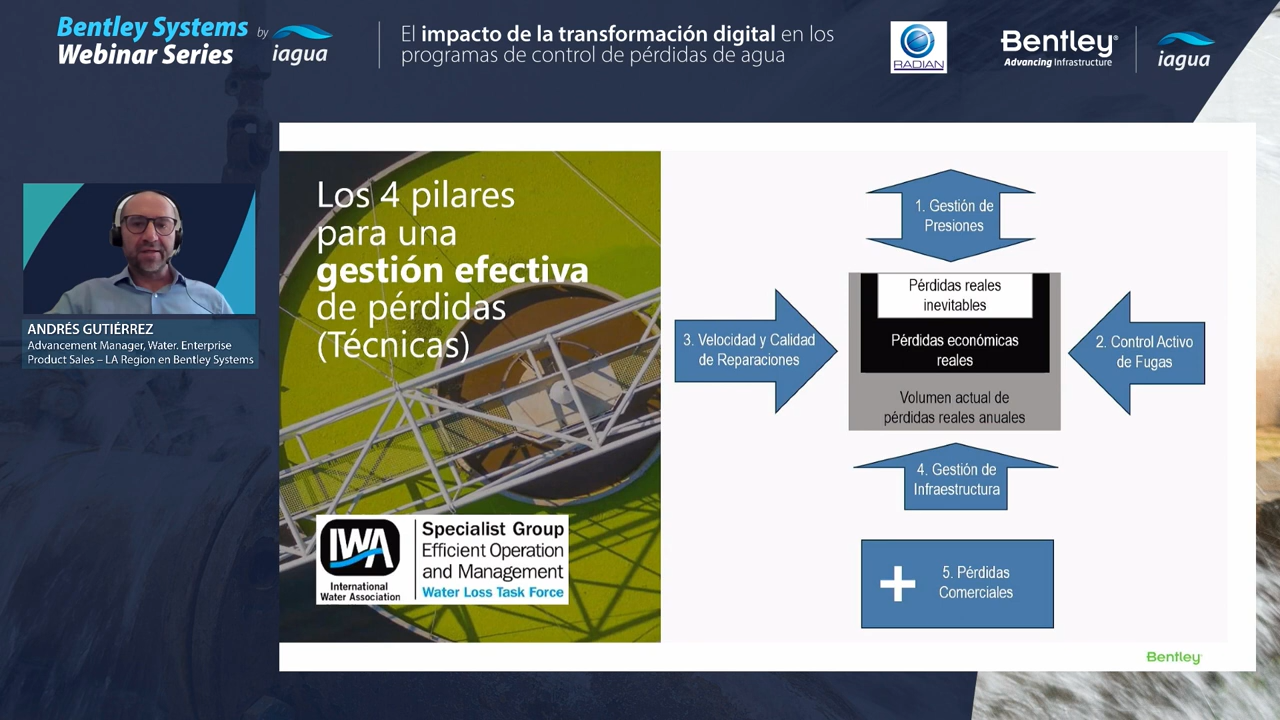 Bentley Systems
Webinar Series
by
iagua
El impacto de la transformación digital en los
programas de control de pérdidas de agua
RADIAN
Bentley®
Advancing Infrastructure
iagua
ANDRÉS GUTIÉRREZ
Advancement Manager, Water. Enterprise
Product Sales – LA Region en Bentley Systems
Los 4 pilares
para una
gestión efectiva
de pérdidas
(Técnicas)
IWA
International
Water Association
Specialist Group
Efficient Operation
and Management
Water Loss Task Force
1. Gestión de
Presiones
Pérdidas reales
inevitables
Pérdidas económicas
reales
Volumen actual de
pérdidas reales anuales
3. Velocidad y Calidad
de Reparaciones
2. Control Activo
de Fugas
4. Gestión de
Infraestructura
+ 5. Pérdidas
Comerciales
Bentley